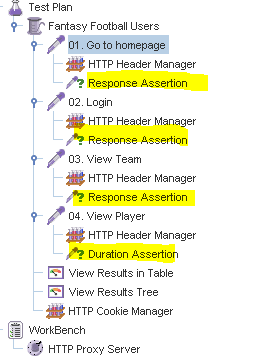 Test Plan
Fantasy Football Users
01. Go to homepage
HTTP Header Manager
Response Assertion
02. Login
HTTP Header Manager
Response Assertion
03. View Team
HTTP Header Manager
Response Assertion
04. View Player
HTTP Header Manager
Duration Assertion
View Results in Table
View Results Tree
HTTP Cookie Manager
WorkBench
HTTP Proxy Server